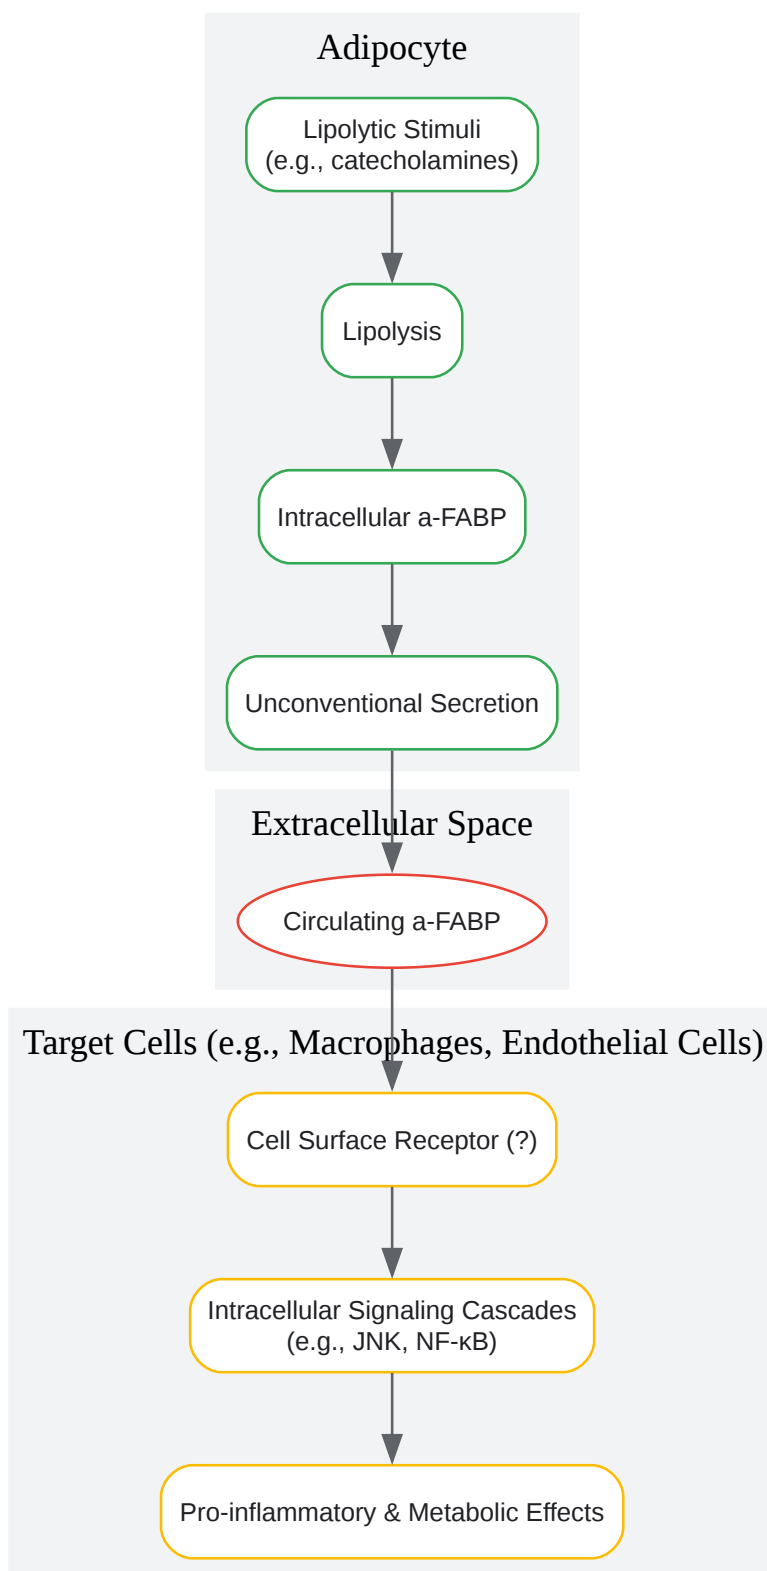 Adipocyte
Lipolytic Stimuli
(e.g., catecholamines)
Lipolysis
Intracellular a-FABP
Unconventional Secretion
Extracellular Space
Circulating a-FABP
Target Cells (e.g., Macrophages, Endothelial Cells)
Cell Surface Receptor (?)
Intracellular Signaling Cascades
(e.g., JNK, NF-κB)
Pro-inflammatory & Metabolic Effects